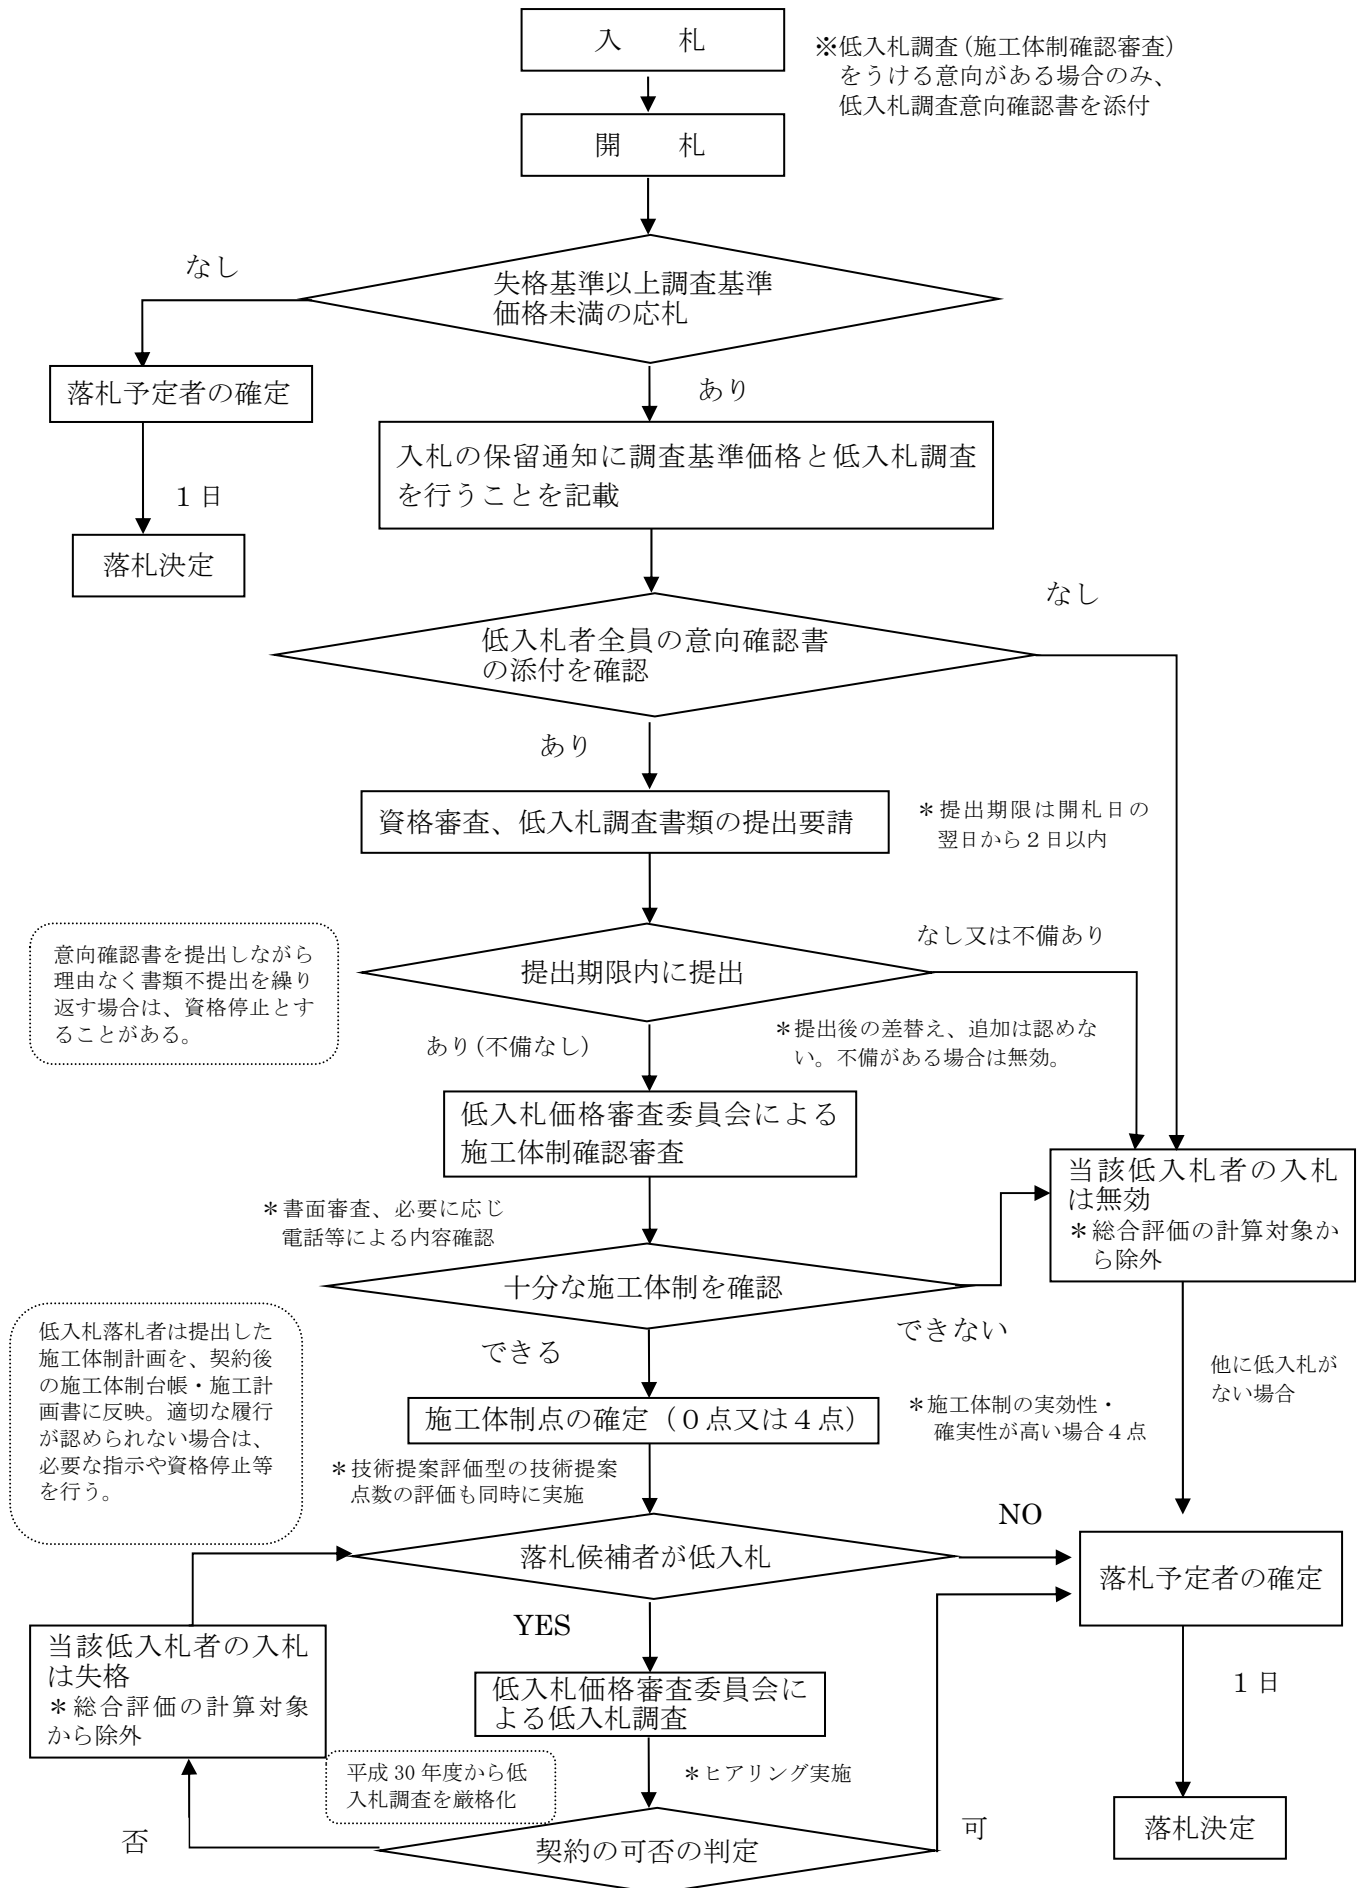 入　札
※低入札調査(施工体制確認審査)
をうける意向がある場合のみ、
低入札調査意向確認書を添付
開　札
なし
失格基準以上調査基準
価格未満の応札
落札予定者の確定
あり
入札の保留通知に調査基準価格と低入札調査
を行うことを記載
1日
落札決定
なし
低入札者全員の意向確認書
の添付を確認
あり
資格審査、低入札調査書類の提出要請
＊提出期限は開札日の
翌日から2日以内
意向確認書を提出しながら
理由なく書類不提出を繰り
返す場合は、資格停止とす
ることがある。
なし又は不備あり
提出期限内に提出
あり(不備なし)
＊提出後の差替え、追加は認めな
い。不備がある場合は無効。
低入札価格審査委員会による
施工体制確認審査
当該低入札者の入札
は無効
＊総合評価の計算対象か
ら除外
＊書面審査、必要に応じ
電話等による内容確認
十分な施工体制を確認
できない
できる
低入札落札者は提出した
施工体制計画を、契約後
の施工体制台帳・施工計
画書に反映。適切な履行
が認められない場合は、
必要な指示や資格停止等
を行う。
他に低入札が
ない場合
施工体制点の確定（0点又は4点）
＊施工体制の実効性・
確実性が高い場合4点
＊技術提案評価型の技術提案
点数の評価も同時に実施
NO
落札候補者が低入札
落札予定者の確定
YES
当該低入札者の入札
は失格
＊総合評価の計算対象
から除外
低入札価格審査委員会に
よる低入札調査
1日
平成30年度から低
入札調査を厳格化
＊ヒアリング実施
否
契約の可否の判定
可
落札決定